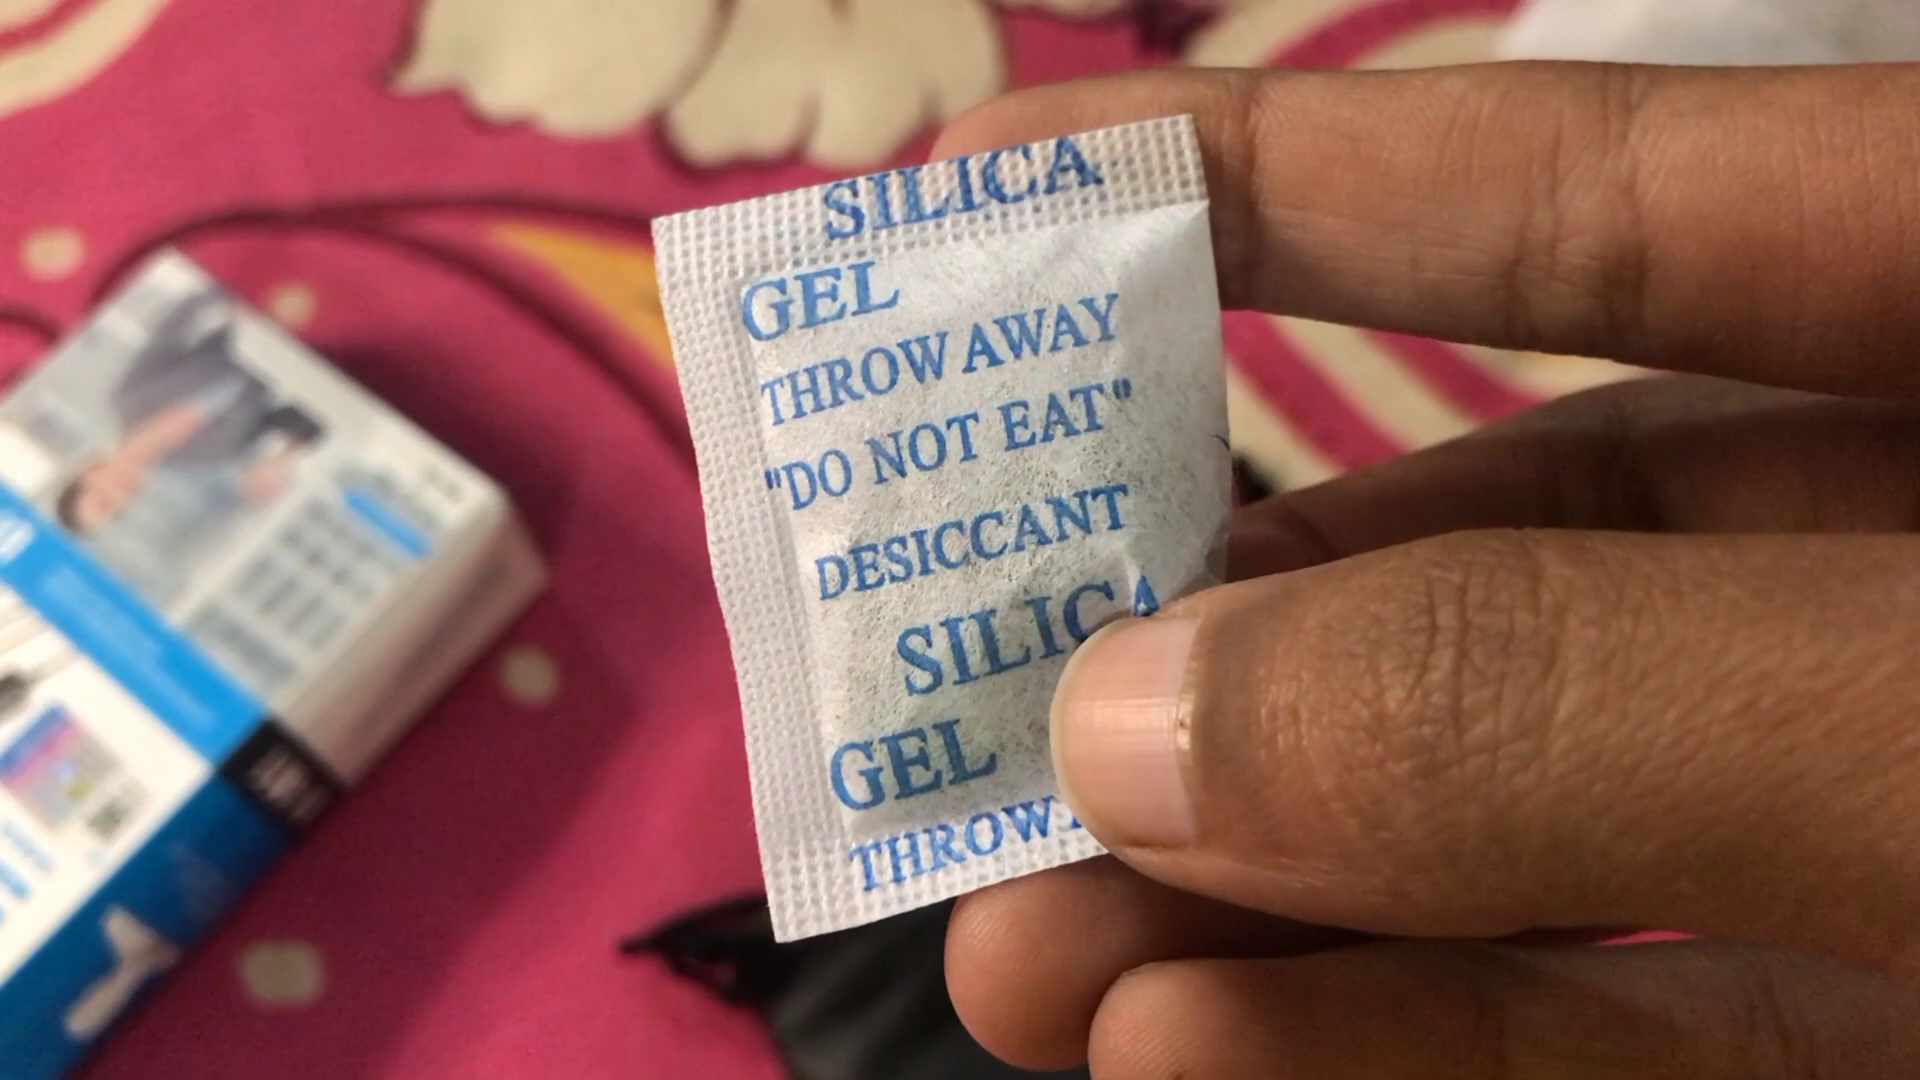 SILICA
GEL
THROW AWAY
"DO NOT EAT"
DESICCANT
SILICA
GEL
THROW